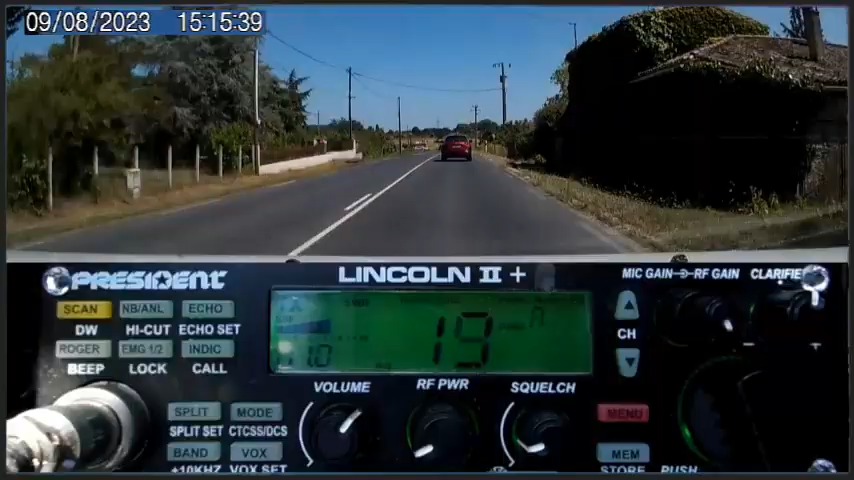 09/08/2023 15:15:39
PRESIDENT LINCOLN II +
MIC GAIN RF GAIN CLARIFIE
SCAN NB/ANL ECHO
DW HI-CUT ECHO SET
ROGER EMG 1/2 INDIC
BEEP LOCK CALL
19
CH
VOLUME RF PWR SQUELCH
SPLIT MODE
SPLIT SET CTCSS/DCS
BAND VOX
+10KHZ VOX SET
MENU
MEM
STORE PUSH